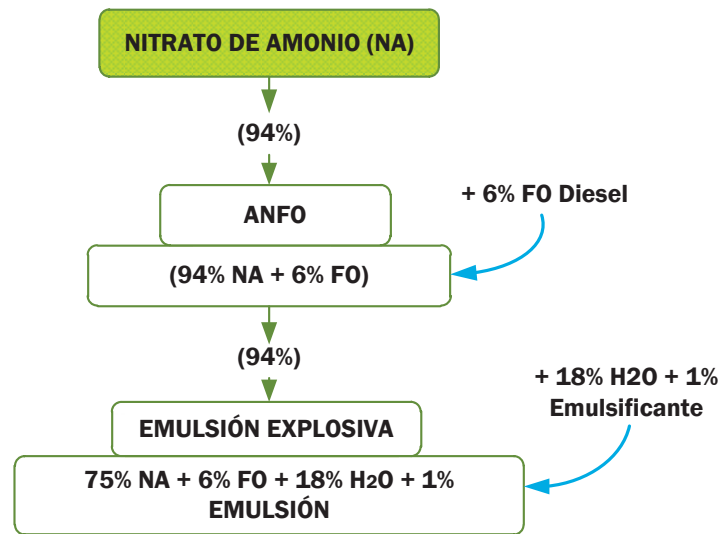 NITRATO DE AMONIO (NA)
(94%)
ANFO
+ 6% FO Diesel
(94% NA + 6% FO)
(94%)
+ 18% H2O + 1%
Emulsificante
EMULSIÓN EXPLOSIVA
75% NA + 6% FO + 18% H2O + 1%
EMULSIÓN